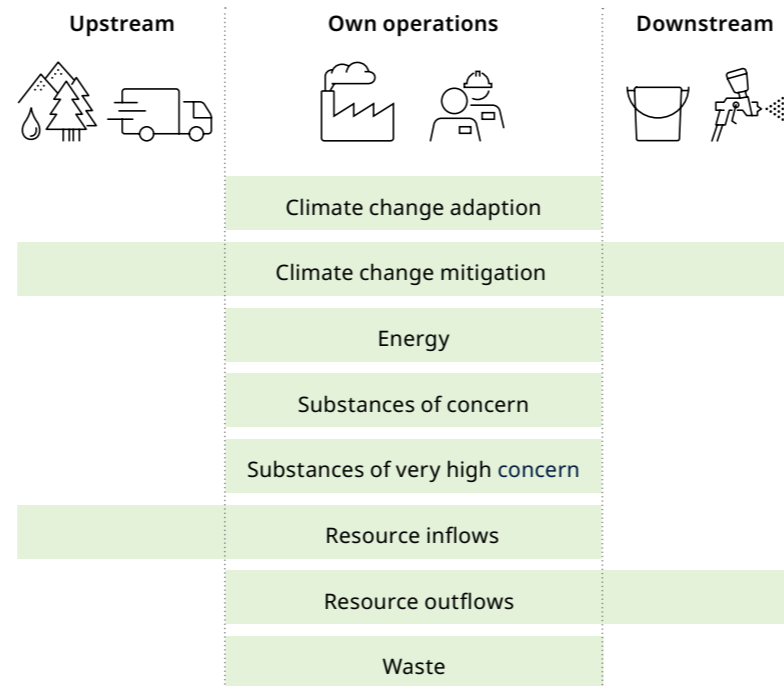 Upstream
Own operations
Downstream
Climate change adaption
Climate change mitigation
Energy
Substances of concern
Substances of very high concern
Resource inflows
Resource outflows
Waste